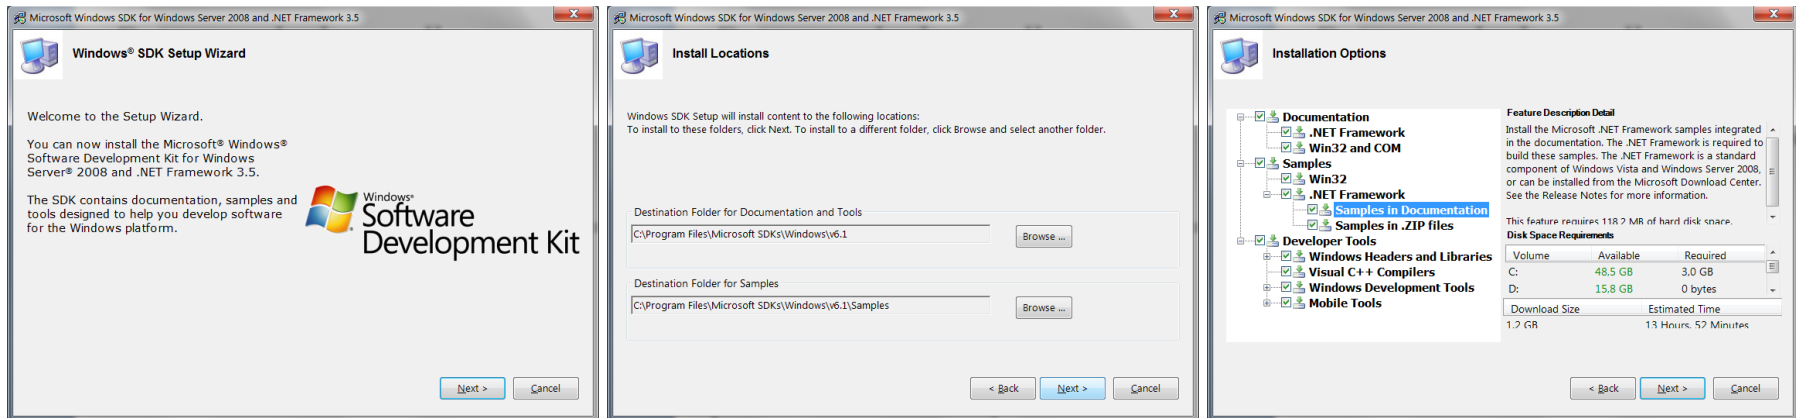 Microsoft Windows SDK for Windows Server 2008 and .NET Framework 3.5
Windows® SDK Setup Wizard
Welcome to the Setup Wizard.
You can now install the Microsoft® Windows®
Software Development Kit for Windows
Server® 2008 and .NET Framework 3.5.
The SDK contains documentation, samples and
tools designed to help you develop software
for the Windows platform.
Windows®
Software
Development Kit
Next >
Cancel
Microsoft Windows SDK for Windows Server 2008 and .NET Framework 3.5
Install Locations
Windows SDK Setup will install content to the following locations:
To install to these folders, click Next. To install to a different folder, click Browse and select another folder.
Destination Folder for Documentation and Tools
C:\Program Files\Microsoft SDKs\Windows\v6.1
Browse ...
Destination Folder for Samples
C:\Program Files\Microsoft SDKs\Windows\v6.1\Samples
Browse ...
< Back
Next >
Cancel
Microsoft Windows SDK for Windows Server 2008 and .NET Framework 3.5
Installation Options
Documentation
.NET Framework
Win32 and COM
Samples
Win32
.NET Framework
Samples in Documentation
Samples in .ZIP files
Developer Tools
Windows Headers and Libraries
Visual C++ Compilers
Windows Development Tools
Mobile Tools
Feature Description Detail
Install the Microsoft .NET Framework samples integrated
in the documentation. The .NET Framework is required to
build these samples. The .NET Framework is a standard
component of Windows Vista and Windows Server 2008,
or can be installed from the Microsoft Download Center.
See the Release Notes for more information.
This feature requires 118.2 MB of hard disk space.
Disk Space Requirements
Volume Available Required
C: 48.5 GB 3.0 GB
D: 15.8 GB 0 bytes
Download Size Estimated Time
1.2 GB 13 Hours, 52 Minutes
< Back
Next >
Cancel